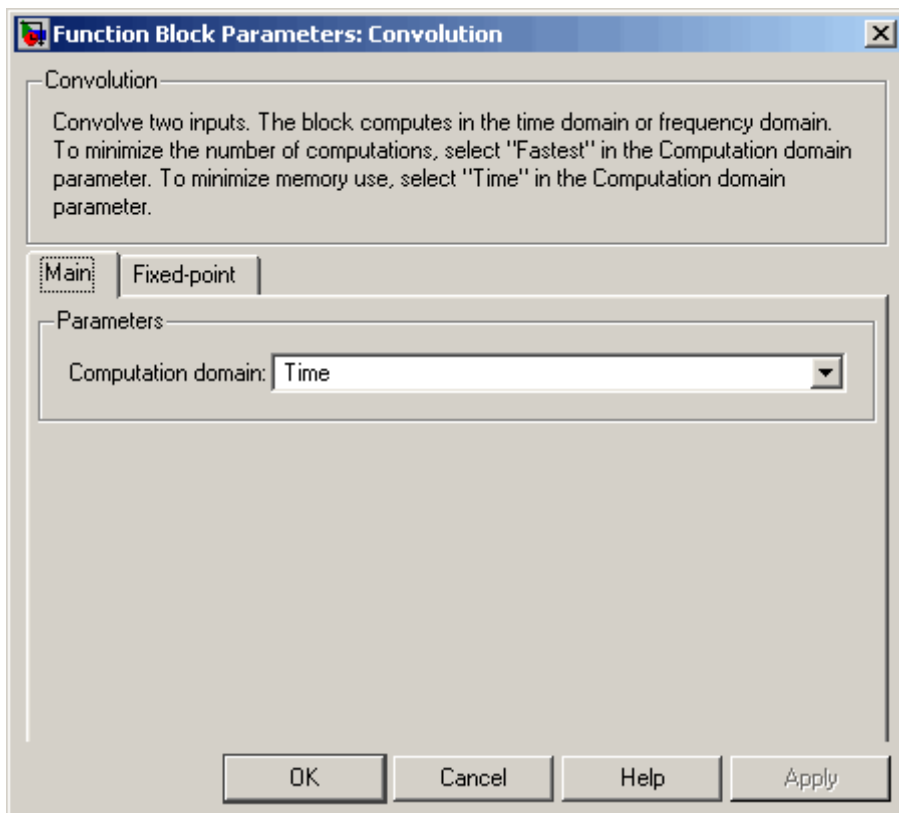 Function Block Parameters: Convolution
Convolution
Convolve two inputs. The block computes in the time domain or frequency domain.
To minimize the number of computations, select "Fastest" in the Computation domain
parameter. To minimize memory use, select "Time" in the Computation domain
parameter.
Main Fixed-point
Parameters
Computation domain: Time
OK Cancel Help Apply